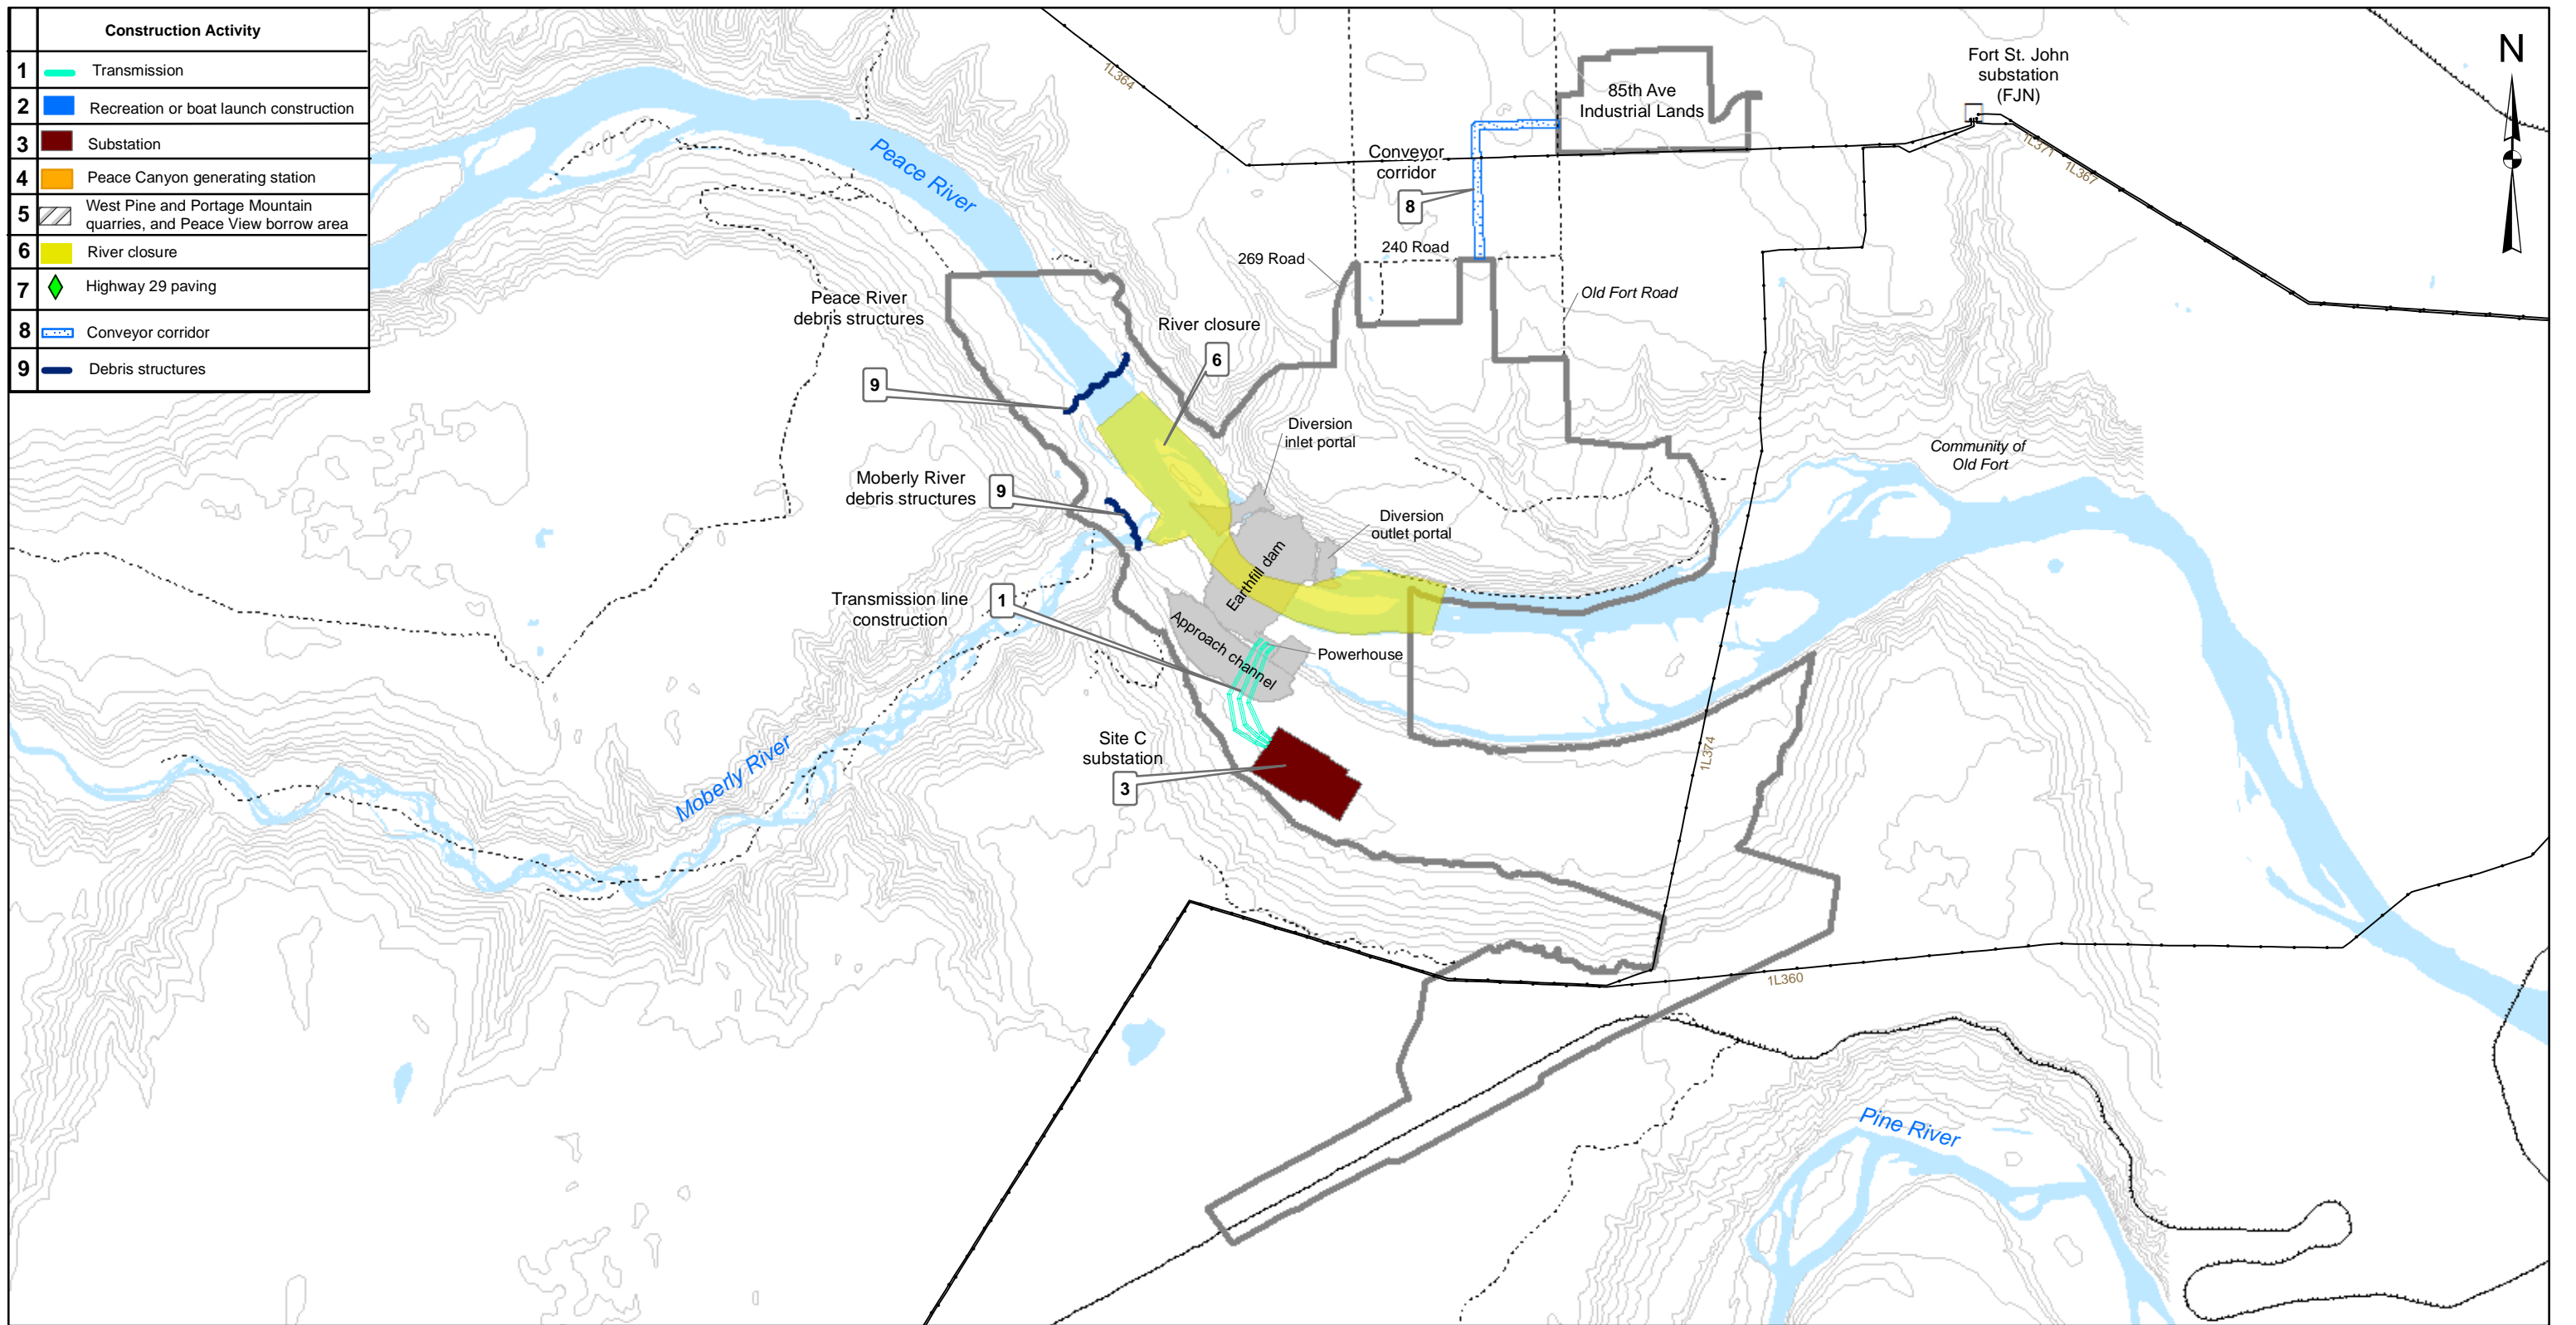 Construction Activity
1 Transmission
2 Recreation or boat launch construction
3 Substation
4 Peace Canyon generating station
5 West Pine and Portage Mountain
quarries, and Peace View borrow area
6 River closure
7 Highway 29 paving
8 Conveyor corridor
9 Debris structures
1L364
85th Ave
Industrial Lands
Fort St. John
substation
(FJN)
N
1L371
1L367
Peace River
Conveyor
corridor
8
269 Road
240 Road
Old Fort Road
Peace River
debris structures
River closure
6
9
Diversion
inlet portal
Community of
Old Fort
Moberly River
debris structures
9
Diversion
outlet portal
Earthfill dam
Transmission line
construction
1
Approach channel
Powerhouse
Site C
substation
3
1L374
Moberly River
1L360
Pine River